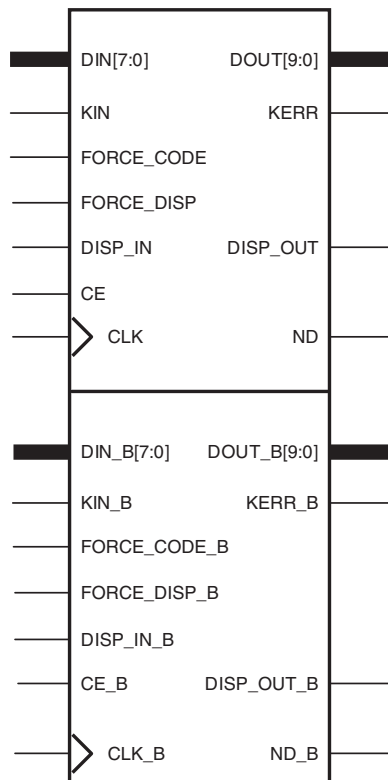 DIN[7:0] DOUT[9:0]
KIN KERR
FORCE_CODE
FORCE_DISP
DISP_IN DISP_OUT
CE
CLK ND
DIN_B[7:0] DOUT_B[9:0]
KIN_B KERR_B
FORCE_CODE_B
FORCE_DISP_B
DISP_IN_B
CE_B DISP_OUT_B
CLK_B ND_B